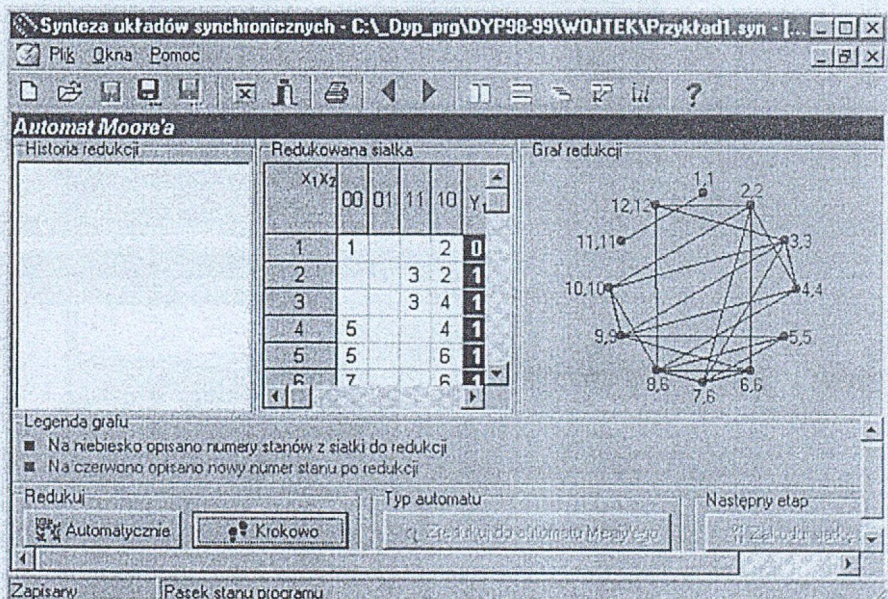 Synteza układów synchronicznych - C:\_Dyp_prg\DYP98-99\WOJTEK\Przykład1.syn - [...
Plik Okna Pomoc
Automat Moore'a
Historia redukcji
Redukowana siatka
Graf redukcji
x1x2 00 01 11 10 Y1
1 1 2 0
2 3 2 1
3 3 4 1
4 5 4 1
5 5 6 1
6 7 6 1
1,1
2,2
12,12
3,3
11,11
10,10
4,4
9,9
5,5
8,6
7,6
6,6
Legenda grafu
Na niebiesko opisano numery stanów z siatki do redukcji
Na czerwono opisano nowy numer stanu po redukcji
Redukuj
Typ automatu
Następny etap
Automatycznie
Krokowo
Zredukuj do automatu Mealy'ego
Zapisany
Pasek stanu programu